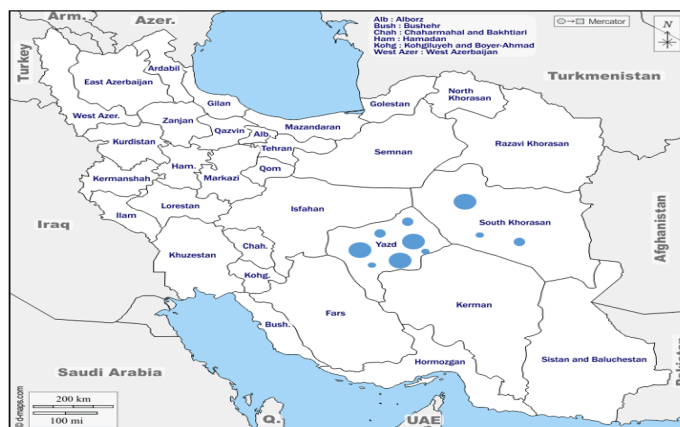 Alb : Alborz
Bush : Bushehr
Chah : Chaharmahal and Bakhtiari
Ham : Hamadan
Kohg : Kohgiluyeh and Boyer-Ahmad
West Azer : West Azerbaijan
Mercator
N
Arm.
Azer.
Turkey
Turkmenistan
Ardabil
East Azerbaijan
West Azer.
Gilan
Golestan
North
Khorasan
Zanjan
Qazvin
Alb.
Mazandaran
Tehran
Semnan
Razavi Khorasan
Kurdistan
Ham.
Markazi
Qom
Kermanshah
Lorestan
Ilam
Isfahan
South Khorasan
Afghanistan
Iraq
Khuzestan
Chah.
Yazd
Kohg.
Fars
Kerman
Bush.
Hormozgan
Sistan and Baluchestan
Pakistan
Saudi Arabia
Q.
UAE
200 km
100 mi
© d-maps.com